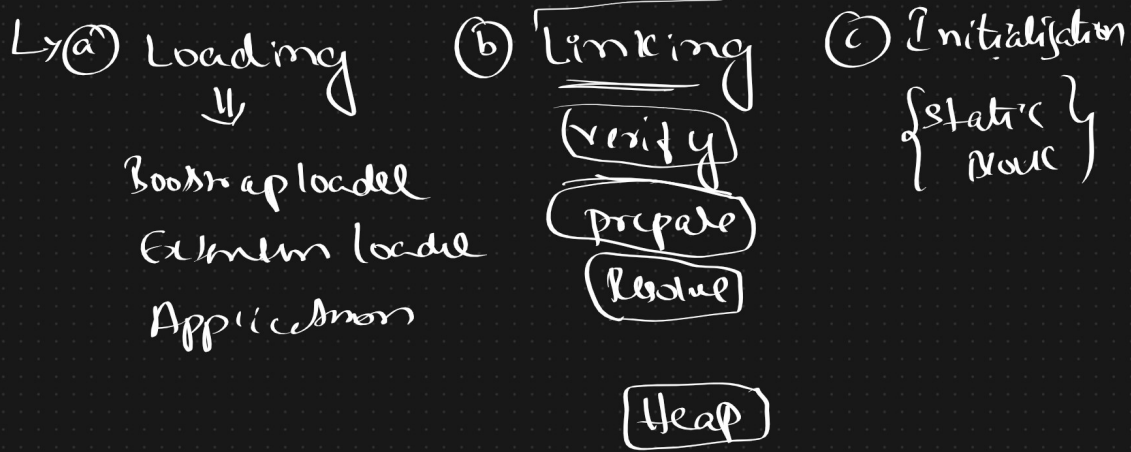 (a) Loading
Bootstrap loader
Extension loader
Application
(b) Linking
verify
prepare
Resolve
Heap
(c) Initialisation
{static
block}